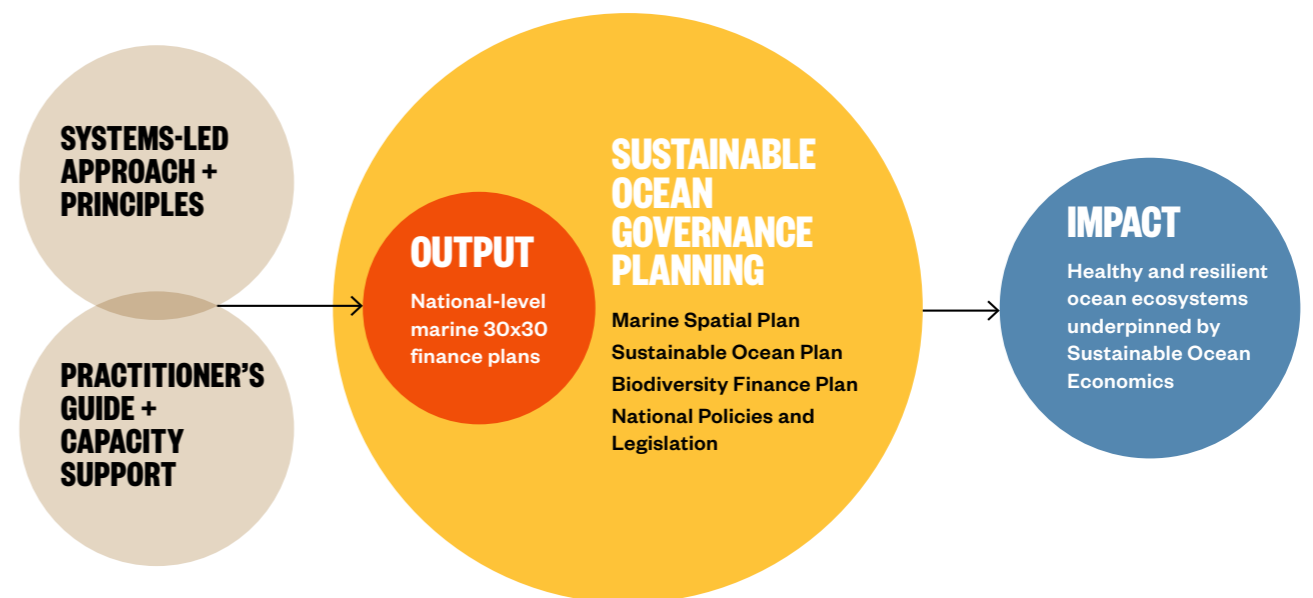 SYSTEMS-LED
APPROACH +
PRINCIPLES
PRACTITIONER'S
GUIDE +
CAPACITY
SUPPORT
OUTPUT
National-level
marine 30x30
finance plans
SUSTAINABLE
OCEAN
GOVERNANCE
PLANNING
Marine Spatial Plan
Sustainable Ocean Plan
Biodiversity Finance Plan
National Policies and
Legislation
IMPACT
Healthy and resilient
ocean ecosystems
underpinned by
Sustainable Ocean
Economics